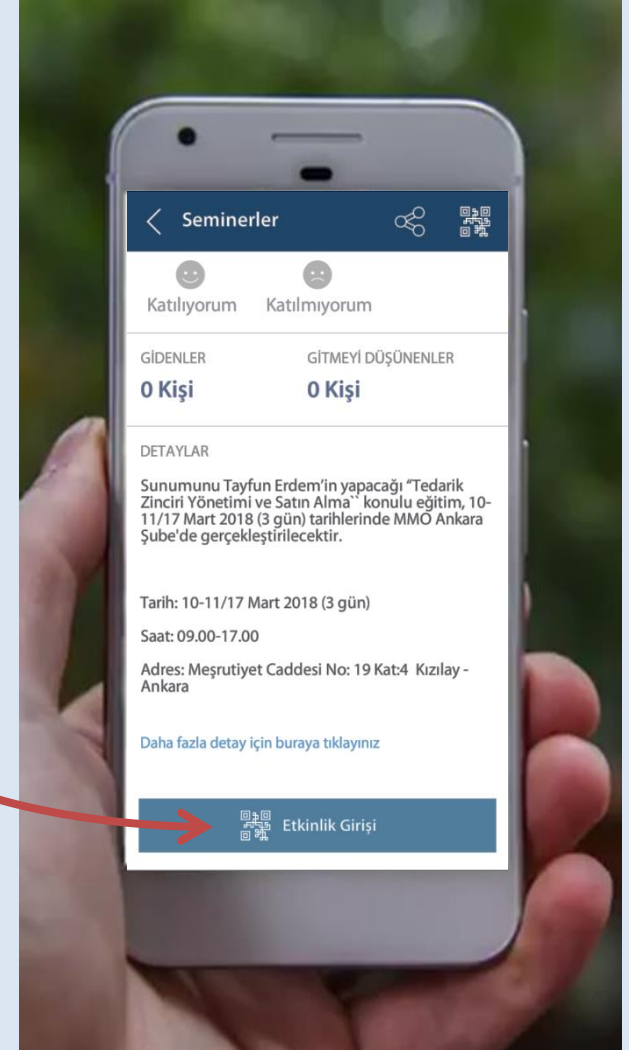 Seminerler
Katılıyorum Katılmıyorum
GİDENLER GİTMEYİ DÜŞÜNENLER
0 Kişi 0 Kişi
DETAYLAR
Sunumunu Tayfun Erdem’in yapacağı “Tedarik
Zinciri Yönetimi ve Satın Alma`` konulu eğitim, 10-
11/17 Mart 2018 (3 gün) tarihlerinde MMO Ankara
Şube'de gerçekleştirilecektir.
Tarih: 10-11/17 Mart 2018 (3 gün)
Saat: 09.00-17.00
Adres: Meşrutiyet Caddesi No: 19 Kat:4 Kızılay -
Ankara
Daha fazla detay için buraya tıklayınız
Etkinlik Girişi